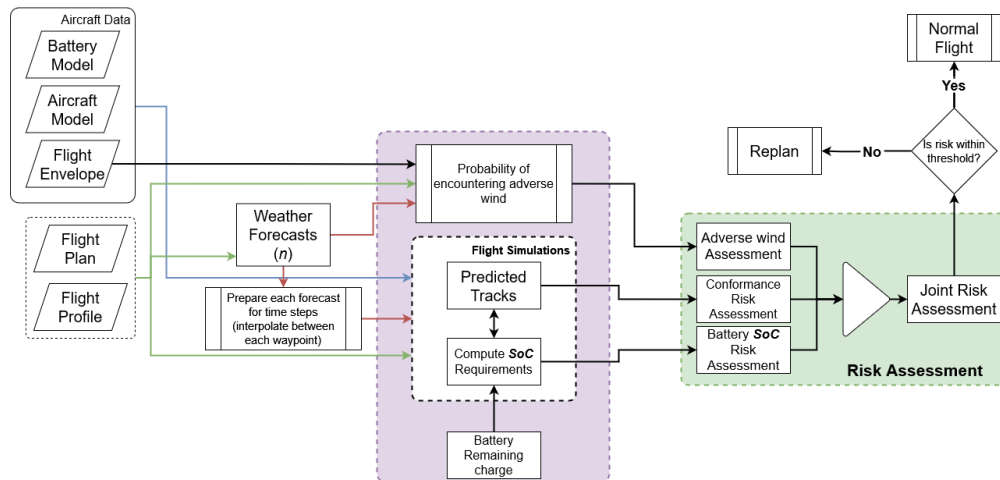 Aircraft Data
Battery
Model
Aircraft
Model
Flight
Envelope
Flight
Plan
Flight
Profile
Weather
Forecasts
(n)
Prepare each forecast
for time steps
(interpolate between
each waypoint)
Probability of
encountering adverse
wind
Flight Simulations
Predicted
Tracks
Compute SoC
Requirements
Battery
Remaining
charge
Adverse wind
Assessment
Conformance
Risk
Assessment
Battery SoC
Risk
Assessment
Risk Assessment
Joint Risk
Assessment
Is risk within
threshold?
No
Replan
Yes
Normal
Flight